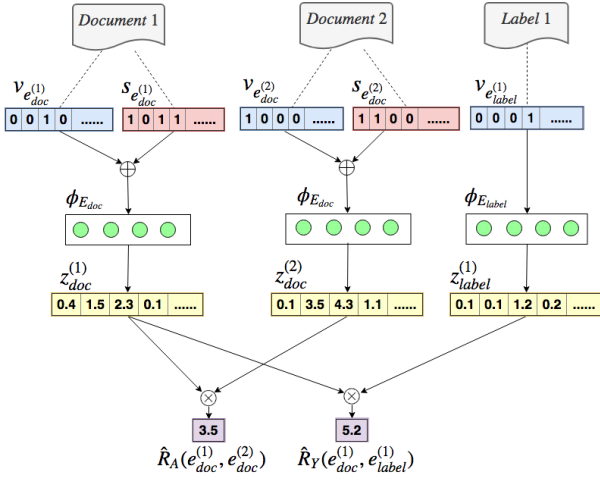 Document 1 Document 2 Label 1
v_{e_{doc}^{(1)}} s_{e_{doc}^{(1)}} v_{e_{doc}^{(2)}} s_{e_{doc}^{(2)}} v_{e_{label}^{(1)}}
0 0 1 0 ...... 1 0 1 1 ...... 1 0 0 0 ...... 1 1 0 0 ...... 0 0 0 1 ......
ϕ_{E_{doc}} ϕ_{E_{doc}} ϕ_{E_{label}}
z_{doc}^{(1)} z_{doc}^{(2)} z_{label}^{(1)}
0.4 1.5 2.3 0.1 ...... 0.1 3.5 4.3 1.1 ...... 0.1 0.1 1.2 0.2 ......
3.5 5.2
R̂_A(e_{doc}^{(1)}, e_{doc}^{(2)}) R̂_Y(e_{doc}^{(1)}, e_{label}^{(1)})